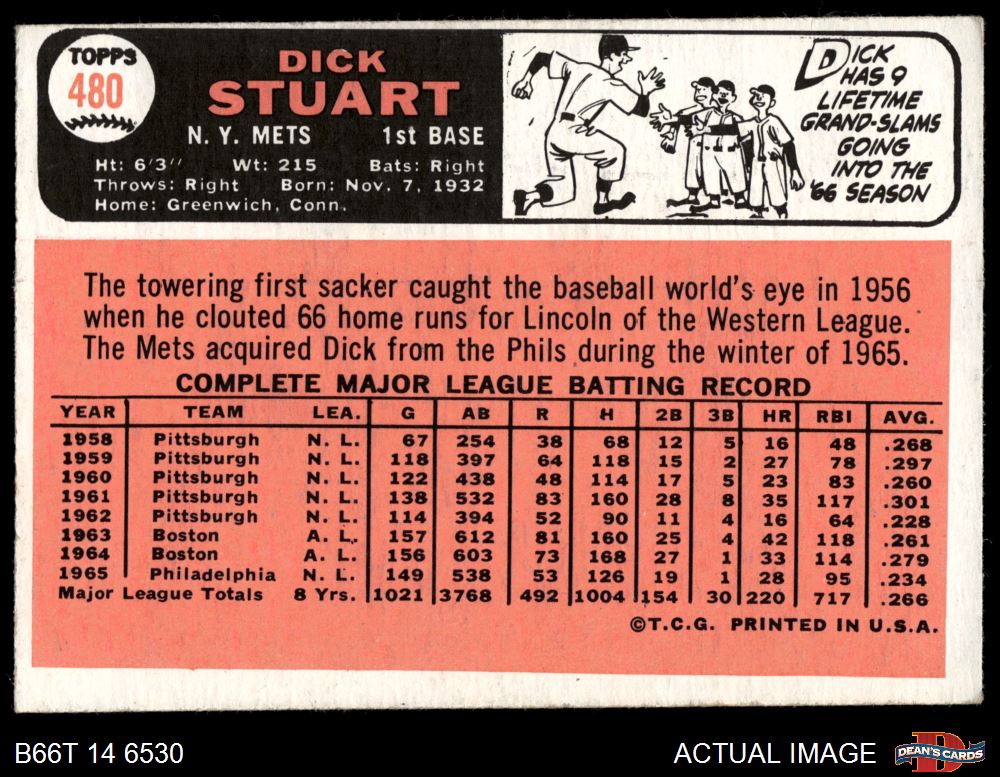 TOPPS
480
DICK
STUART
N. Y. METS 1st BASE
Ht: 6'3" Wt: 215 Bats: Right
Throws: Right Born: Nov. 7, 1932
Home: Greenwich, Conn.
DICK
HAS 9
LIFETIME
GRAND-SLAMS
GOING
INTO THE
'66 SEASON
The towering first sacker caught the baseball world's eye in 1956
when he clouted 66 home runs for Lincoln of the Western League.
The Mets acquired Dick from the Phils during the winter of 1965.
COMPLETE MAJOR LEAGUE BATTING RECORD
YEAR TEAM LEA. G AB R H 2B 3B HR RBI AVG.
1958 Pittsburgh N. L. 67 254 38 68 12 5 16 48 .268
1959 Pittsburgh N. L. 118 397 64 118 15 2 27 78 .297
1960 Pittsburgh N. L. 122 438 48 114 17 5 23 83 .260
1961 Pittsburgh N. L. 138 532 83 160 28 8 35 117 .301
1962 Pittsburgh N. L. 114 394 52 90 11 4 16 64 .228
1963 Boston A. L. 157 612 81 160 25 4 42 118 .261
1964 Boston A. L. 156 603 73 168 27 1 33 114 .279
1965 Philadelphia N. L. 149 538 53 126 19 1 28 95 .234
Major League Totals 8 Yrs. 1021 3768 492 1004 154 30 220 717 .266
©T.C.G. PRINTED IN U.S.A.
B66T 14 6530 ACTUAL IMAGE DEAN'S CARDS